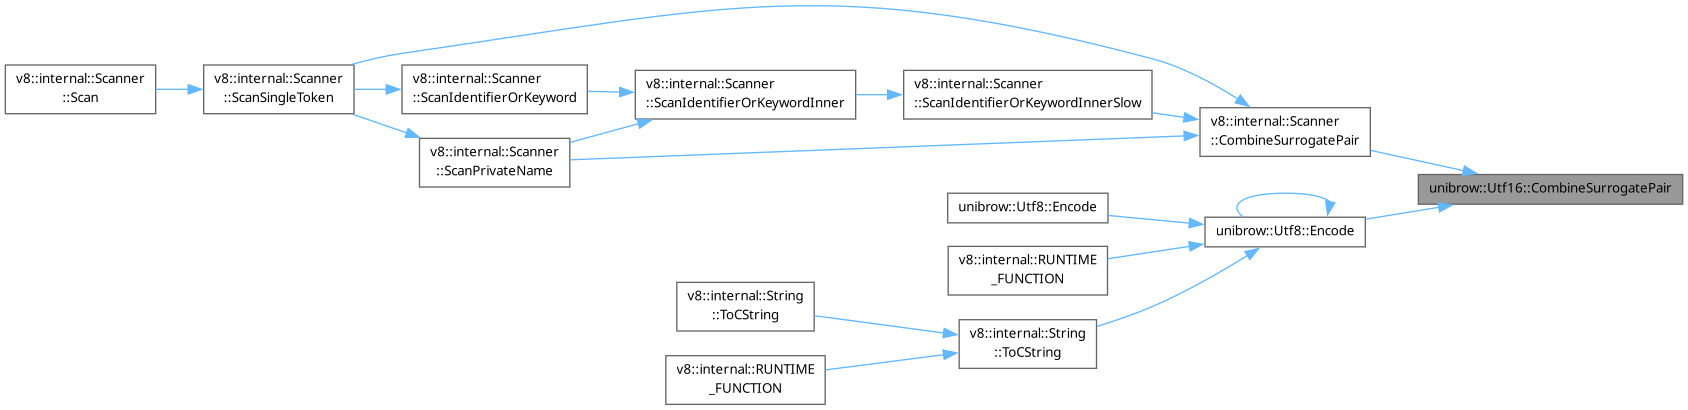 v8::internal::Scanner
::Scan
v8::internal::Scanner
::ScanSingleToken
v8::internal::Scanner
::ScanIdentifierOrKeyword
v8::internal::Scanner
::ScanIdentifierOrKeywordInner
v8::internal::Scanner
::ScanIdentifierOrKeywordInnerSlow
v8::internal::Scanner
::CombineSurrogatePair
v8::internal::Scanner
::ScanPrivateName
unibrow::Utf16::CombineSurrogatePair
unibrow::Utf8::Encode
unibrow::Utf8::Encode
v8::internal::RUNTIME
_FUNCTION
v8::internal::String
::ToCString
v8::internal::String
::ToCString
v8::internal::RUNTIME
_FUNCTION